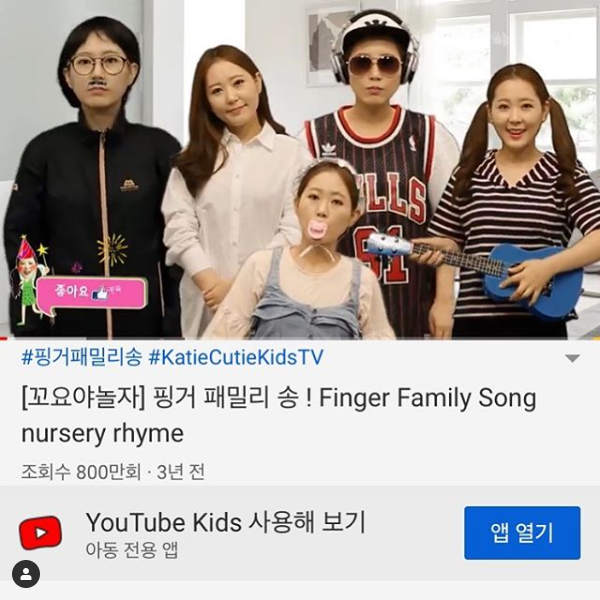 BULLS
91
좋아요
#핑거패밀리송 #KatieCutieKidsTV
[꼬요야놀자] 핑거 패밀리 송 ! Finger Family Song
nursery rhyme
조회수 800만회 · 3년 전
YouTube Kids 사용해 보기
아동 전용 앱
앱 열기